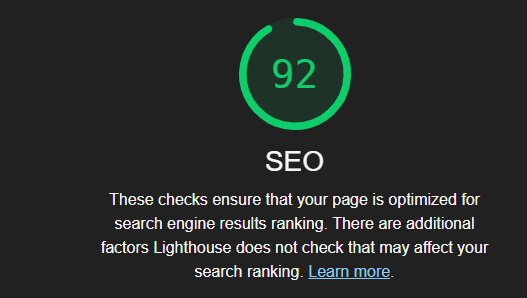 92
SEO
These checks ensure that your page is optimized for
search engine results ranking. There are additional
factors Lighthouse does not check that may affect your
search ranking. Learn more.